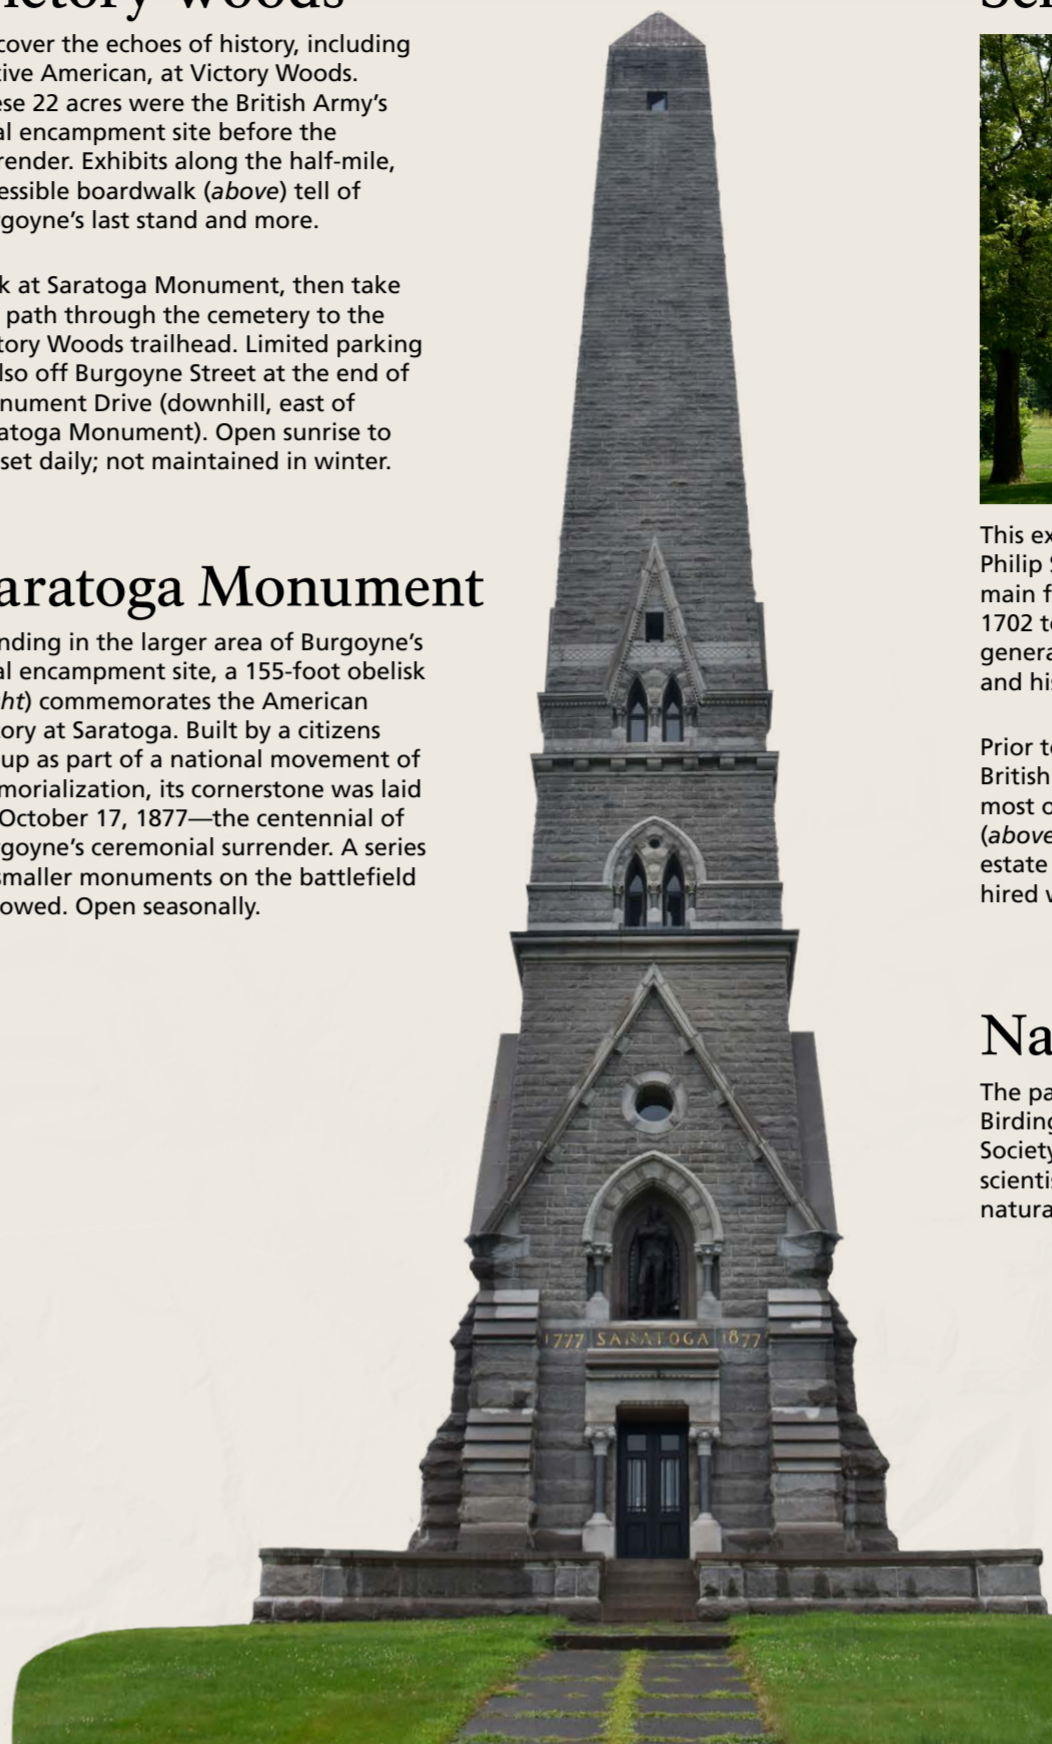 ictory Woods
cover the echoes of history, including
tive American, at Victory Woods.
ese 22 acres were the British Army's
al encampment site before the
render. Exhibits along the half-mile,
essible boardwalk (above) tell of
rgoyne's last stand and more.
k at Saratoga Monument, then take
path through the cemetery to the
tory Woods trailhead. Limited parking
lso off Burgoyne Street at the end of
nument Drive (downhill, east of
atoga Monument). Open sunrise to
set daily; not maintained in winter.
aratoga Monument
nding in the larger area of Burgoyne's
al encampment site, a 155-foot obelisk
ht) commemorates the American
tory at Saratoga. Built by a citizens
up as part of a national movement of
morialization, its cornerstone was laid
October 17, 1877—the centennial of
rgoyne's ceremonial surrender. A series
smaller monuments on the battlefield
owed. Open seasonally.
1777 SARATOGA 1877
This ex
Philip S
main f
1702 to
genera
and his
Prior to
British
most o
(above
estate
hired v
Na
The pa
Birding
Society
scientis
natura